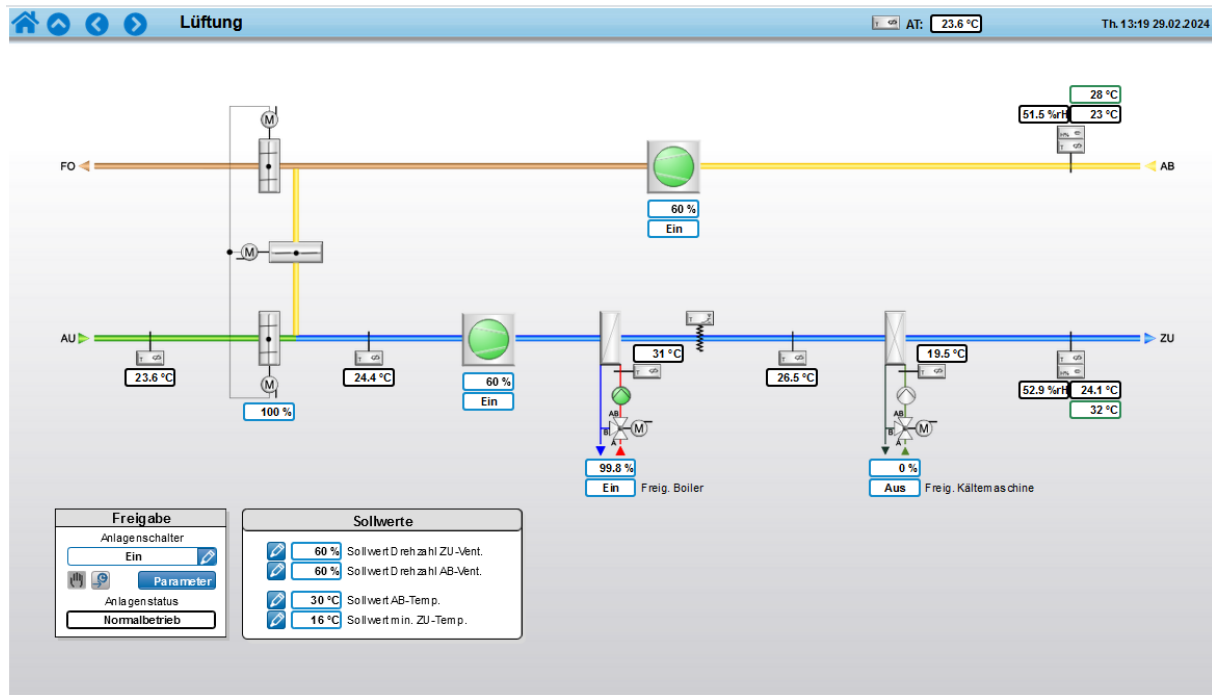 Lüftung
AT: 23.6 °C
Th. 13:19 29.02.2024
28 °C
51.5 %rH 23 °C
M
FO
AB
60 %
Ein
M
AU
ZU
23.6 °C
24.4 °C
31 °C
26.5 °C
19.5 °C
52.9 %rH 24.1 °C
32 °C
M
100 %
60 %
Ein
AB
B
A
M
AB
B
A
M
99.8 %
Ein Freig. Boiler
0 %
Aus Freig. Kältemaschine
Freigabe
Anlagenschalter
Ein
Parameter
Anlagenstatus
Normalbetrieb
Sollwerte
60 % Sollwert Drehzahl ZU-Vent.
60 % Sollwert Drehzahl AB-Vent.
30 °C Sollwert AB-Temp.
16 °C Sollwert min. ZU-Temp.